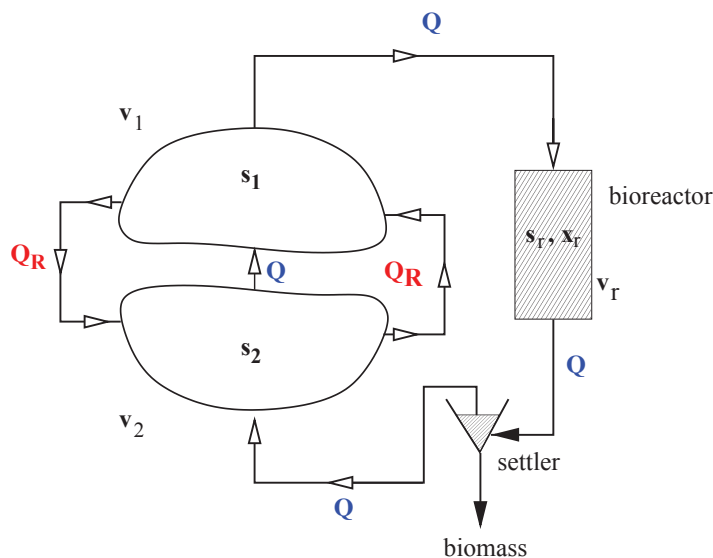 Q
v1
s1
bioreactor
sr , xr
QR
Q
QR
vr
s2
Q
v2
settler
Q
biomass